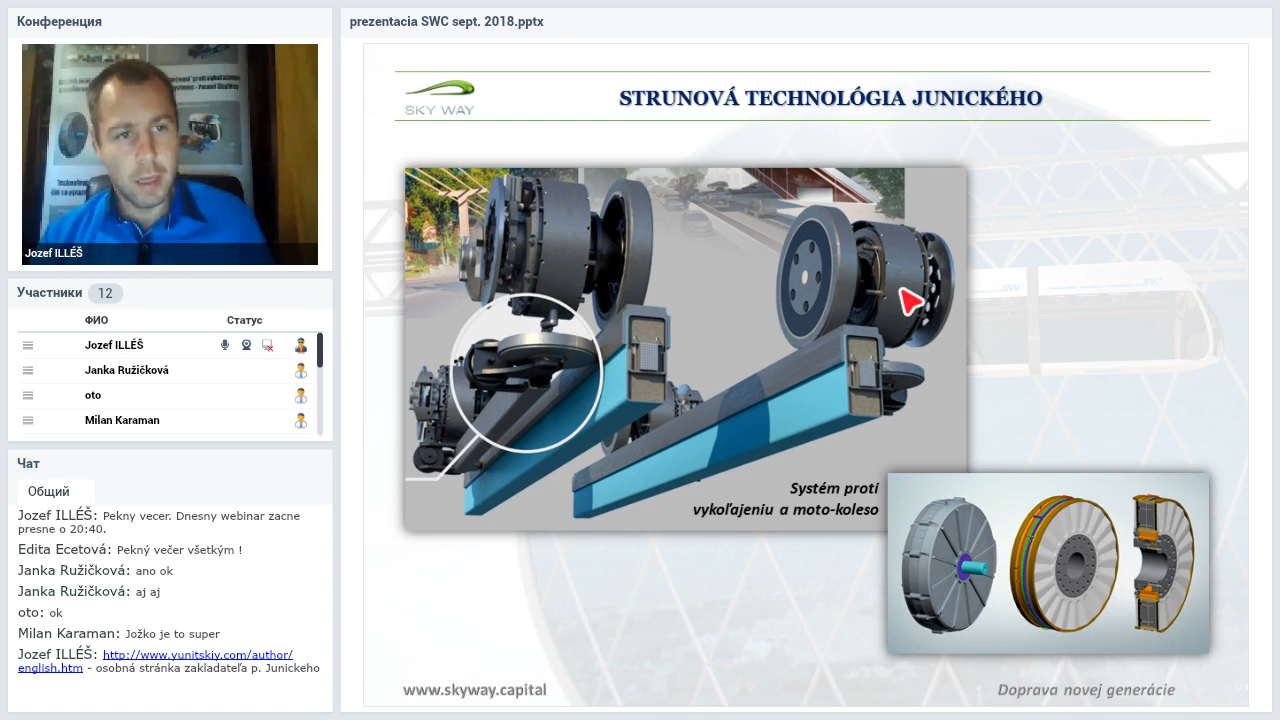 Конференция
Jozef ILLÉŠ
Участники 12
ФИО Статус
Jozef ILLÉŠ
Janka Ružičková
oto
Milan Karaman
Чат
Общий
Jozef ILLÉŠ: Pekny vecer. Dnesny webinar zacne
presne o 20:40.
Edita Ecetová: Pekný večer všetkým !
Janka Ružičková: ano ok
Janka Ružičková: aj aj
oto: ok
Milan Karaman: Jožko je to super
Jozef ILLÉŠ: http://www.yunitskiy.com/author/
english.htm - osobná stránka zakladateľa p. Junickeho
prezentacia SWC sept. 2018.pptx
SKY WAY
STRUNOVÁ TECHNOLÓGIA JUNICKÉHO
Systém proti
vykoľajeniu a moto-koleso
www.skyway.capital
Doprava novej generácie